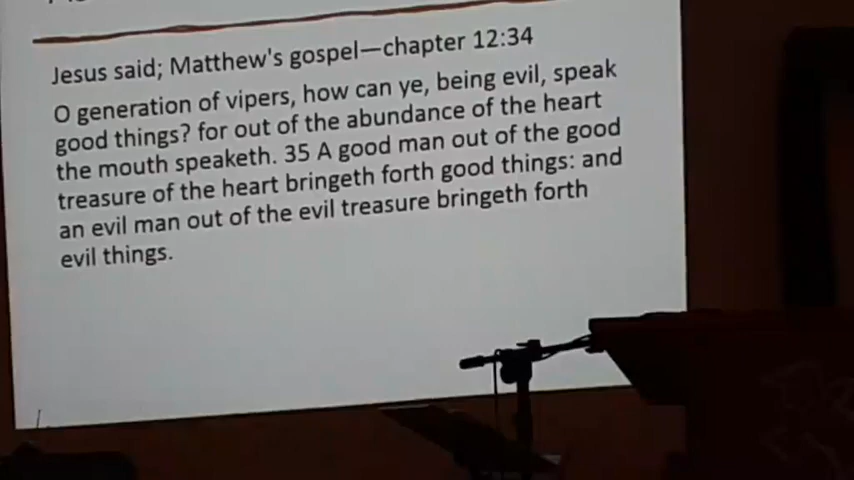 Jesus said; Matthew's gospel—chapter 12:34
O generation of vipers, how can ye, being evil, speak
good things? for out of the abundance of the heart
the mouth speaketh. 35 A good man out of the good
treasure of the heart bringeth forth good things: and
an evil man out of the evil treasure bringeth forth
evil things.